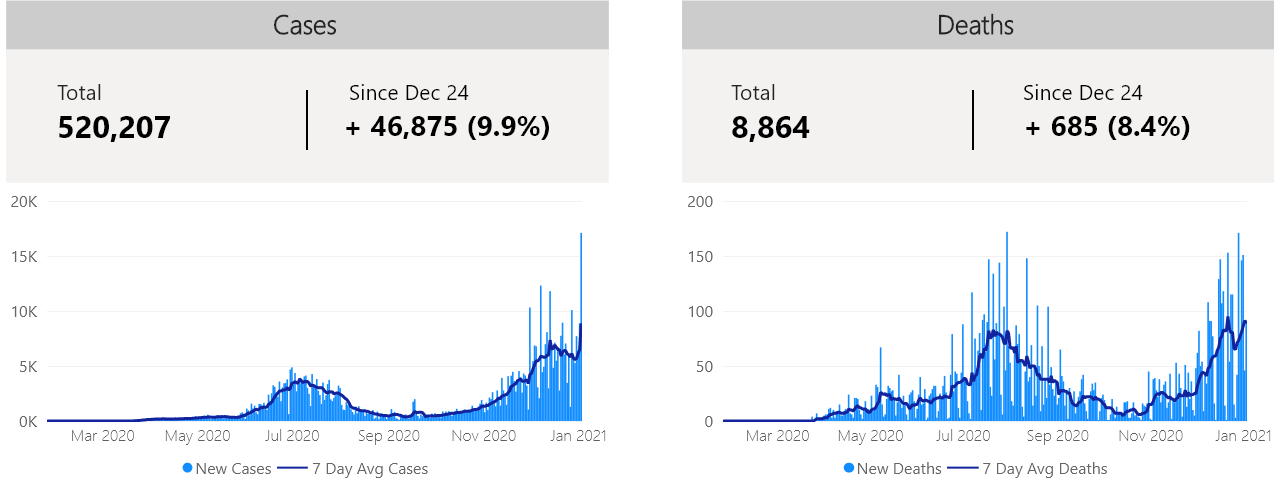 Cases
Total
Since Dec 24
520,207
+ 46,875 (9.9%)
20K
15K
10K
5K
0K
Mar 2020 May 2020 Jul 2020 Sep 2020 Nov 2020 Jan 2021
New Cases 7 Day Avg Cases
Deaths
Total
Since Dec 24
8,864
+ 685 (8.4%)
200
150
100
50
0
Mar 2020 May 2020 Jul 2020 Sep 2020 Nov 2020 Jan 2021
New Deaths 7 Day Avg Deaths